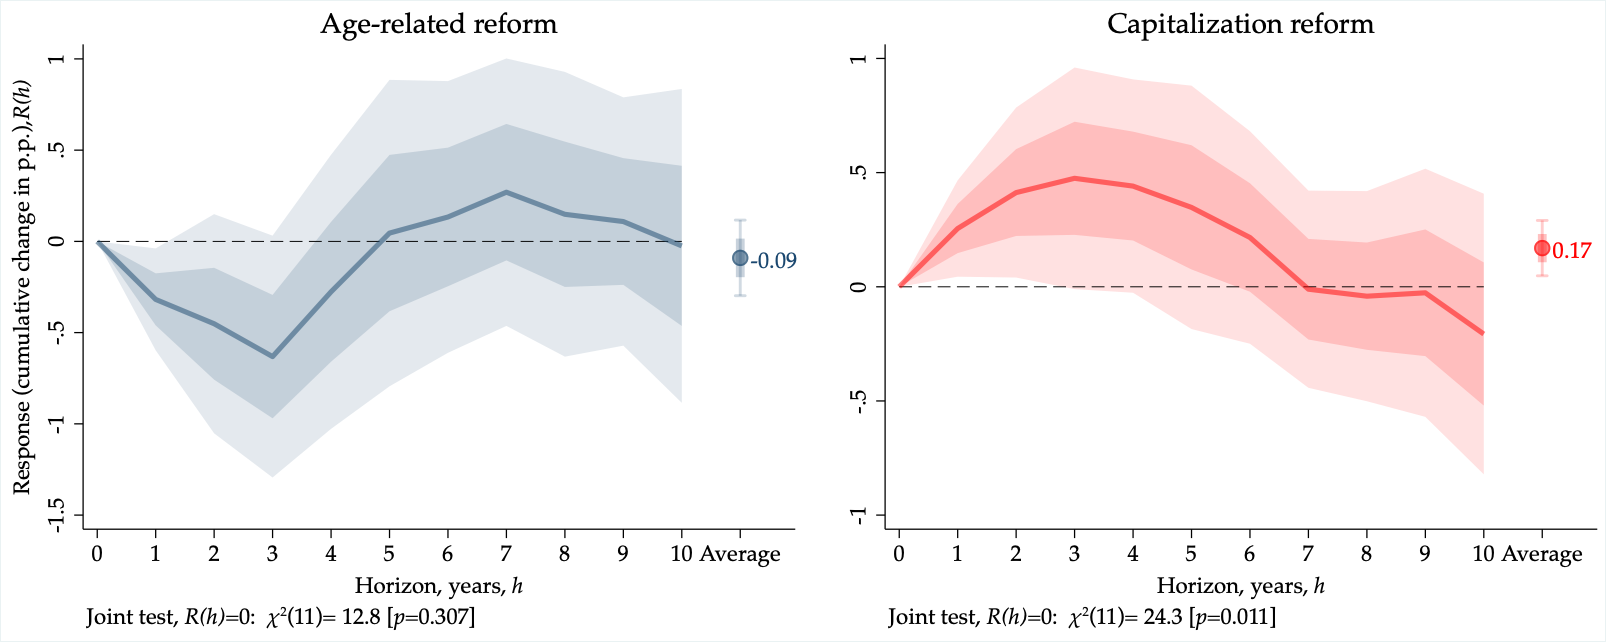 Age-related reform
Response (cumulative change in p.p.),R(h)
1
.5
0
-.5
-1
-1.5
-0.09
0 1 2 3 4 5 6 7 8 9 10 Average
Horizon, years, h
Joint test, R(h)=0: χ²(11)= 12.8 [p=0.307]
Capitalization reform
1
.5
0
-.5
-1
0.17
0 1 2 3 4 5 6 7 8 9 10 Average
Horizon, years, h
Joint test, R(h)=0: χ²(11)= 24.3 [p=0.011]